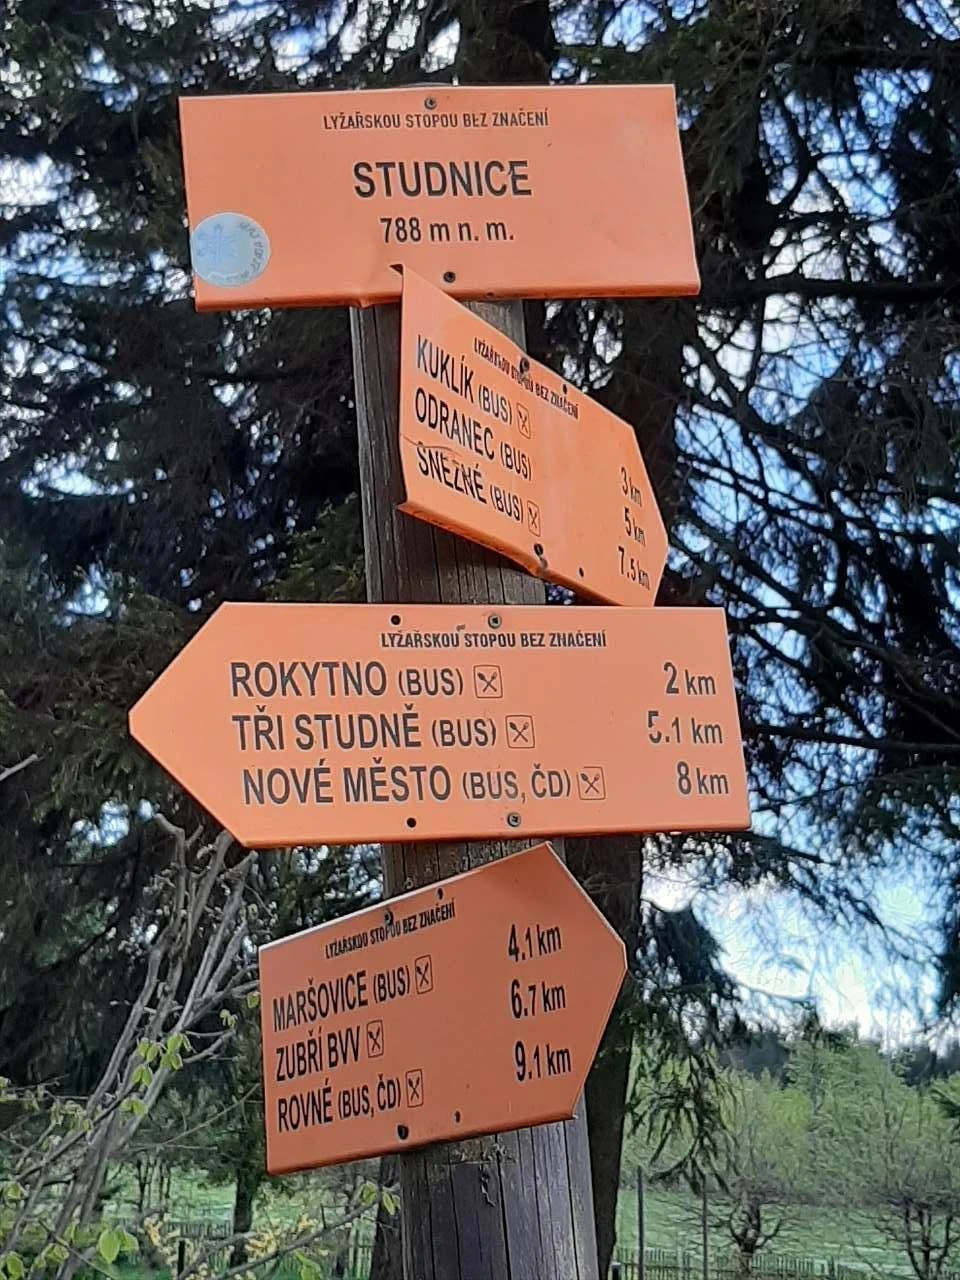 LYŽAŘSKOU STOPOU BEZ ZNAČENÍ
STUDNICE
788 m n. m.
LYŽAŘSKOU STOPOU BEZ ZNAČENÍ
KUKLÍK (BUS) 3 km
ODRANEC (BUS) 5 km
SNĚŽNÉ (BUS) 7.5 km
LYŽAŘSKOU STOPOU BEZ ZNAČENÍ
ROKYTNO (BUS) 2 km
TŘI STUDNĚ (BUS) 5.1 km
NOVÉ MĚSTO (BUS, ČD) 8 km
LYŽAŘSKOU STOPOU BEZ ZNAČENÍ
MARŠOVICE (BUS) 4.1 km
ZUBŘÍ BVV 6.7 km
ROVNÉ (BUS, ČD) 9.1 km